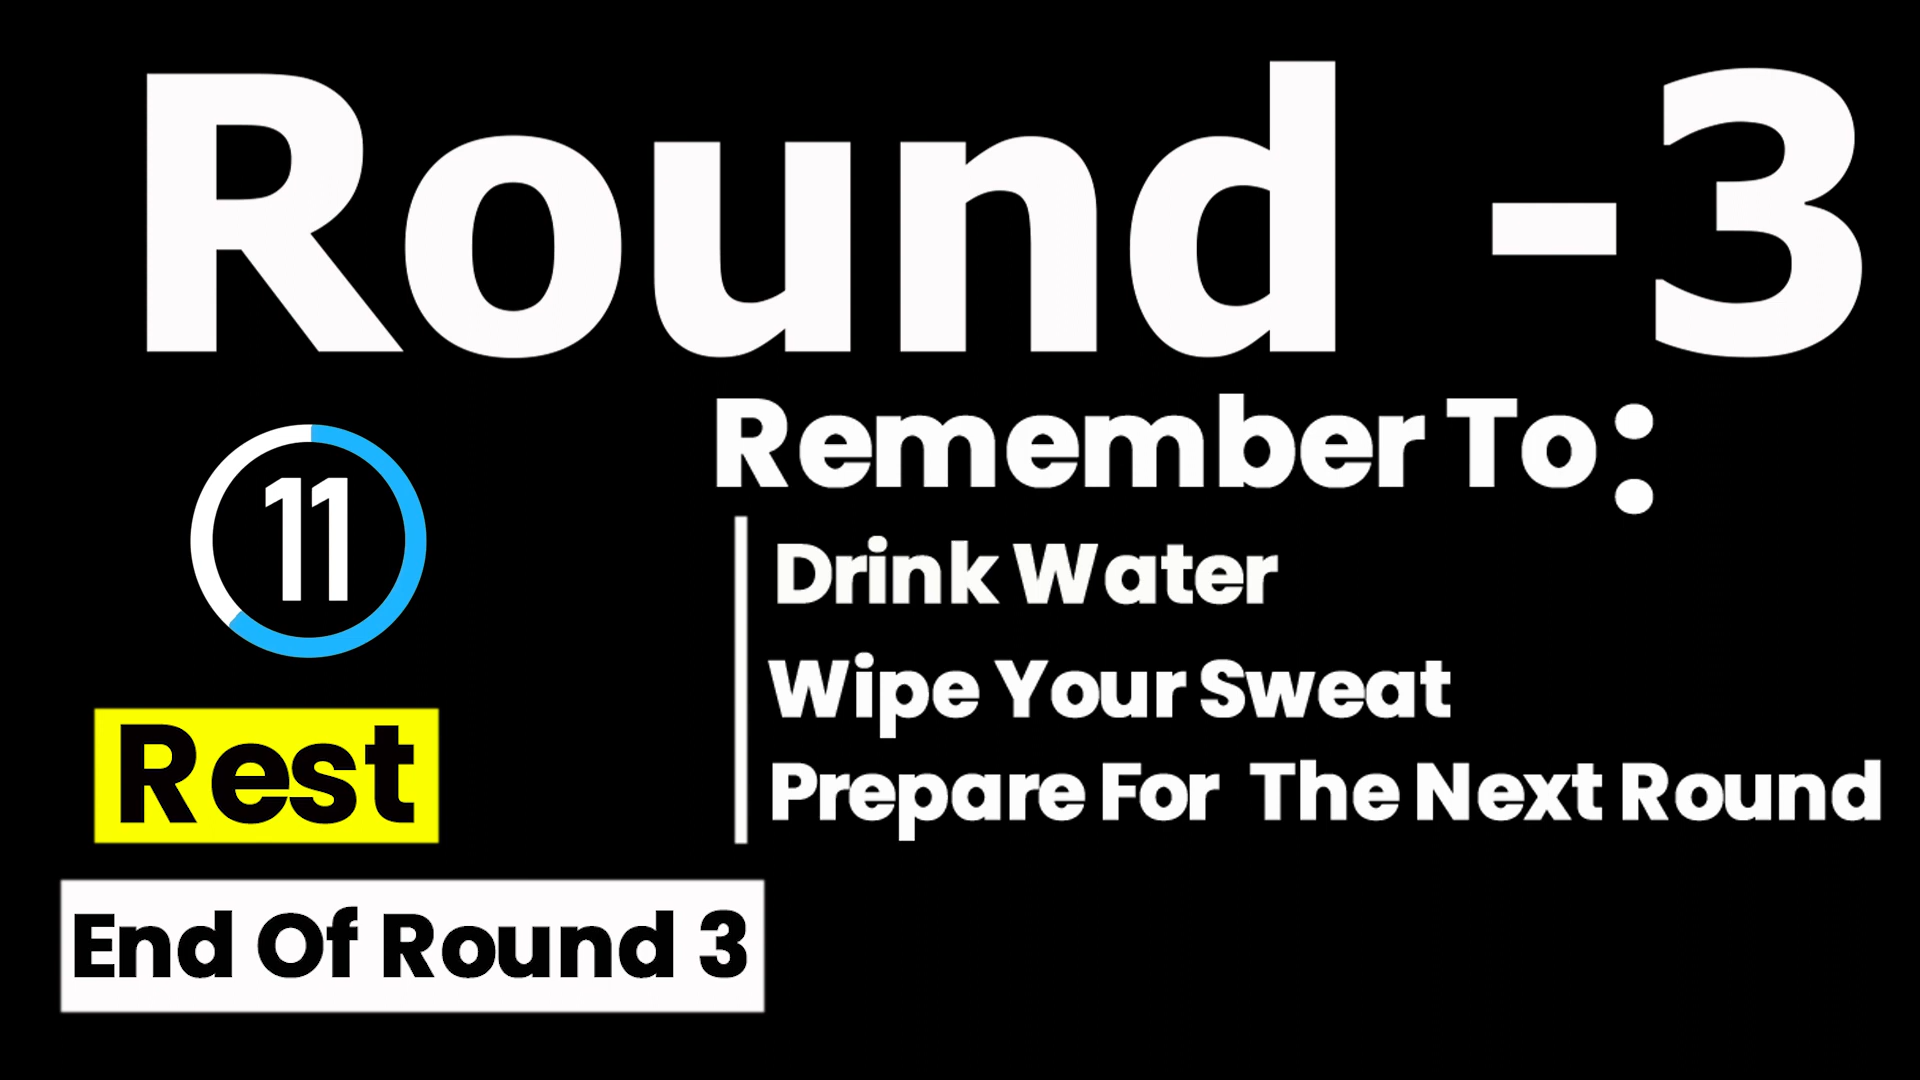 Round -3
Remember To:
11
Drink Water
Wipe Your Sweat
Rest
Prepare For The Next Round
End Of Round 3